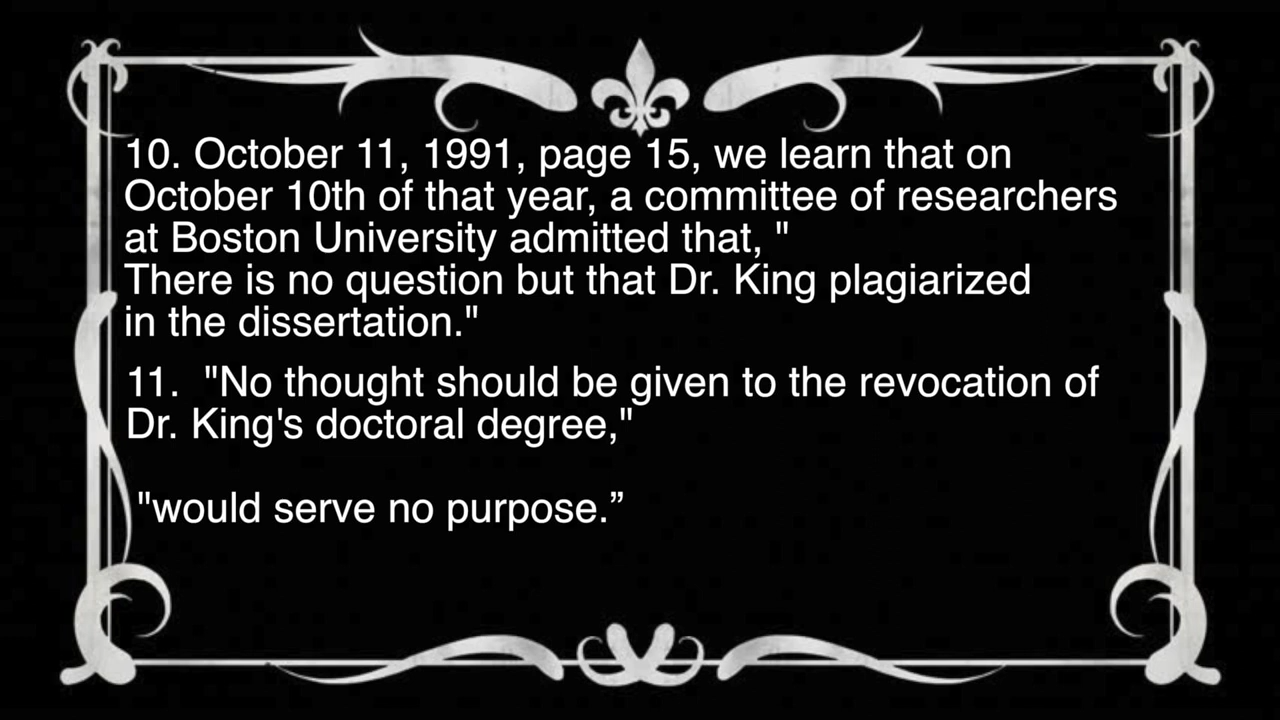 10. October 11, 1991, page 15, we learn that on
October 10th of that year, a committee of researchers
at Boston University admitted that, "
There is no question but that Dr. King plagiarized
in the dissertation."
11.  "No thought should be given to the revocation of
Dr. King's doctoral degree,"
"would serve no purpose.”